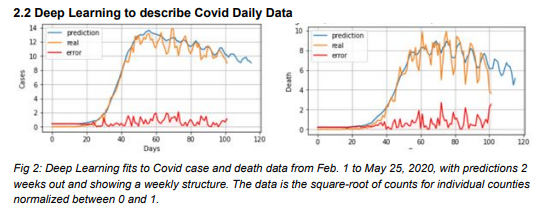 2.2 Deep Learning to describe Covid Daily Data
14
12
10
8
6
4
2
0
Cases
prediction
real
error
0 20 40 60 80 100 120
Days
10
8
6
4
2
0
Death
prediction
real
error
0 20 40 60 80 100 120
Fig 2: Deep Learning fits to Covid case and death data from Feb. 1 to May 25, 2020, with predictions 2
weeks out and showing a weekly structure. The data is the square-root of counts for individual counties
normalized between 0 and 1.